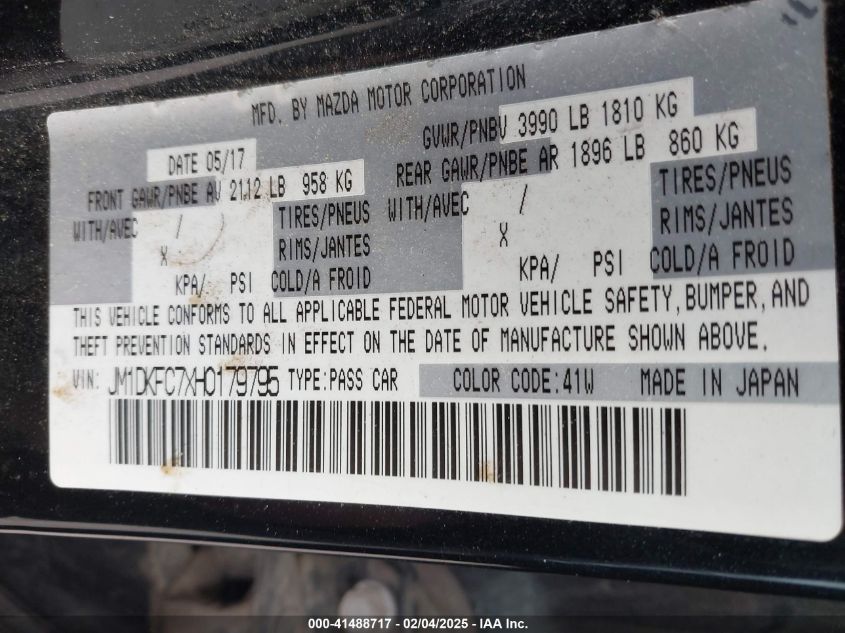 MFD. BY MAZDA MOTOR CORPORATION
DATE 05/17 GVWR/PNBV 3990 LB 1810 KG
FRONT GAWR/PNBE AV 2112 LB 958 KG REAR GAWR/PNBE AR 1896 LB 860 KG
WITH/AVEC / TIRES/PNEUS WITH/AVEC / TIRES/PNEUS
X RIMS/JANTES X RIMS/JANTES
KPA/ PSI COLD/A FROID KPA/ PSI COLD/A FROID
THIS VEHICLE CONFORMS TO ALL APPLICABLE FEDERAL MOTOR VEHICLE SAFETY, BUMPER, AND
THEFT PREVENTION STANDARDS IN EFFECT ON THE DATE OF MANUFACTURE SHOWN ABOVE.
VIN: JM1DKFC7XH0179795 TYPE:PASS CAR COLOR CODE:41W MADE IN JAPAN
000-41488717 - 02/04/2025 - IAA Inc.